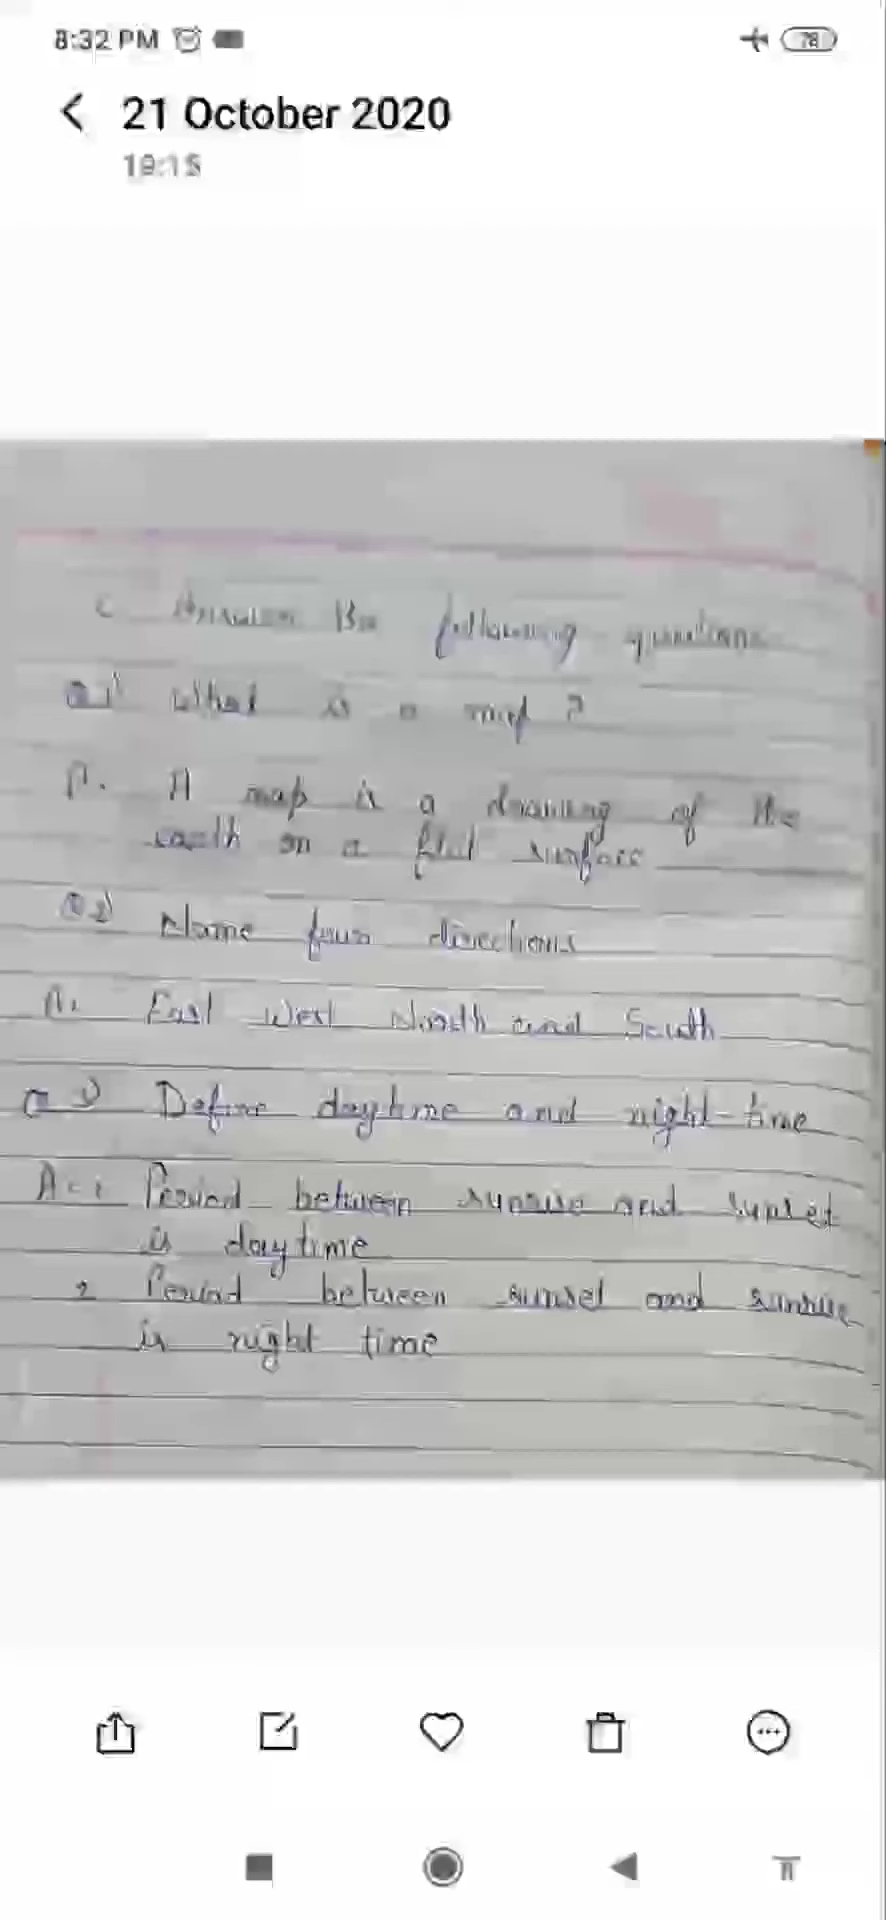 8:32 PM 78
21 October 2020
19:15
C Answer the following questions
Q1) What is a map ?
A. A map is a drawing of the
earth on a flat surface
Q2) Name four directions
A. East West North and South
Q3) Define daytime and night-time
A-1 Period between sunrise and sunset
is daytime
2 Period between sunset and sunrise
is night time